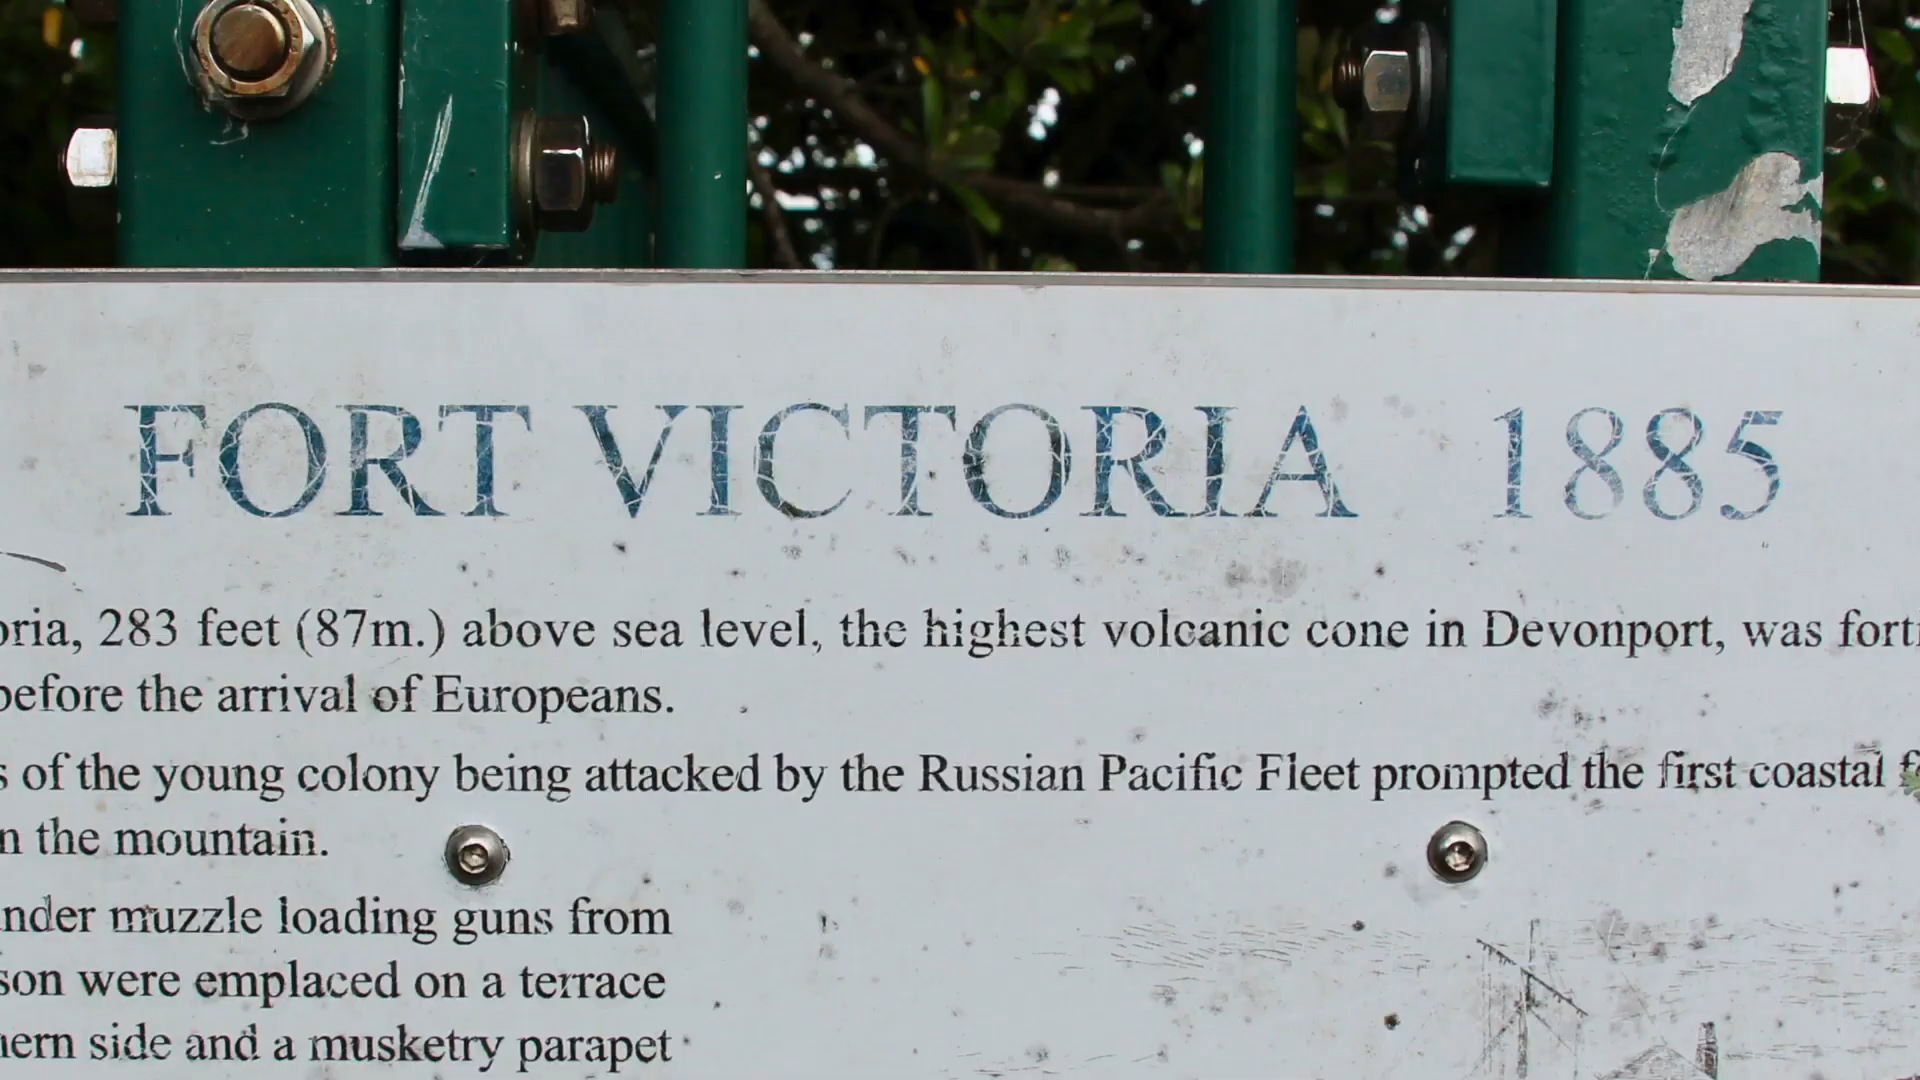 FORT VICTORIA 1885
oria, 283 feet (87m.) above sea level, the highest volcanic cone in Devonport, was forti
before the arrival of Europeans.
s of the young colony being attacked by the Russian Pacific Fleet prompted the first coastal f
n the mountain.
nder muzzle loading guns from
son were emplaced on a terrace
hern side and a musketry parapet